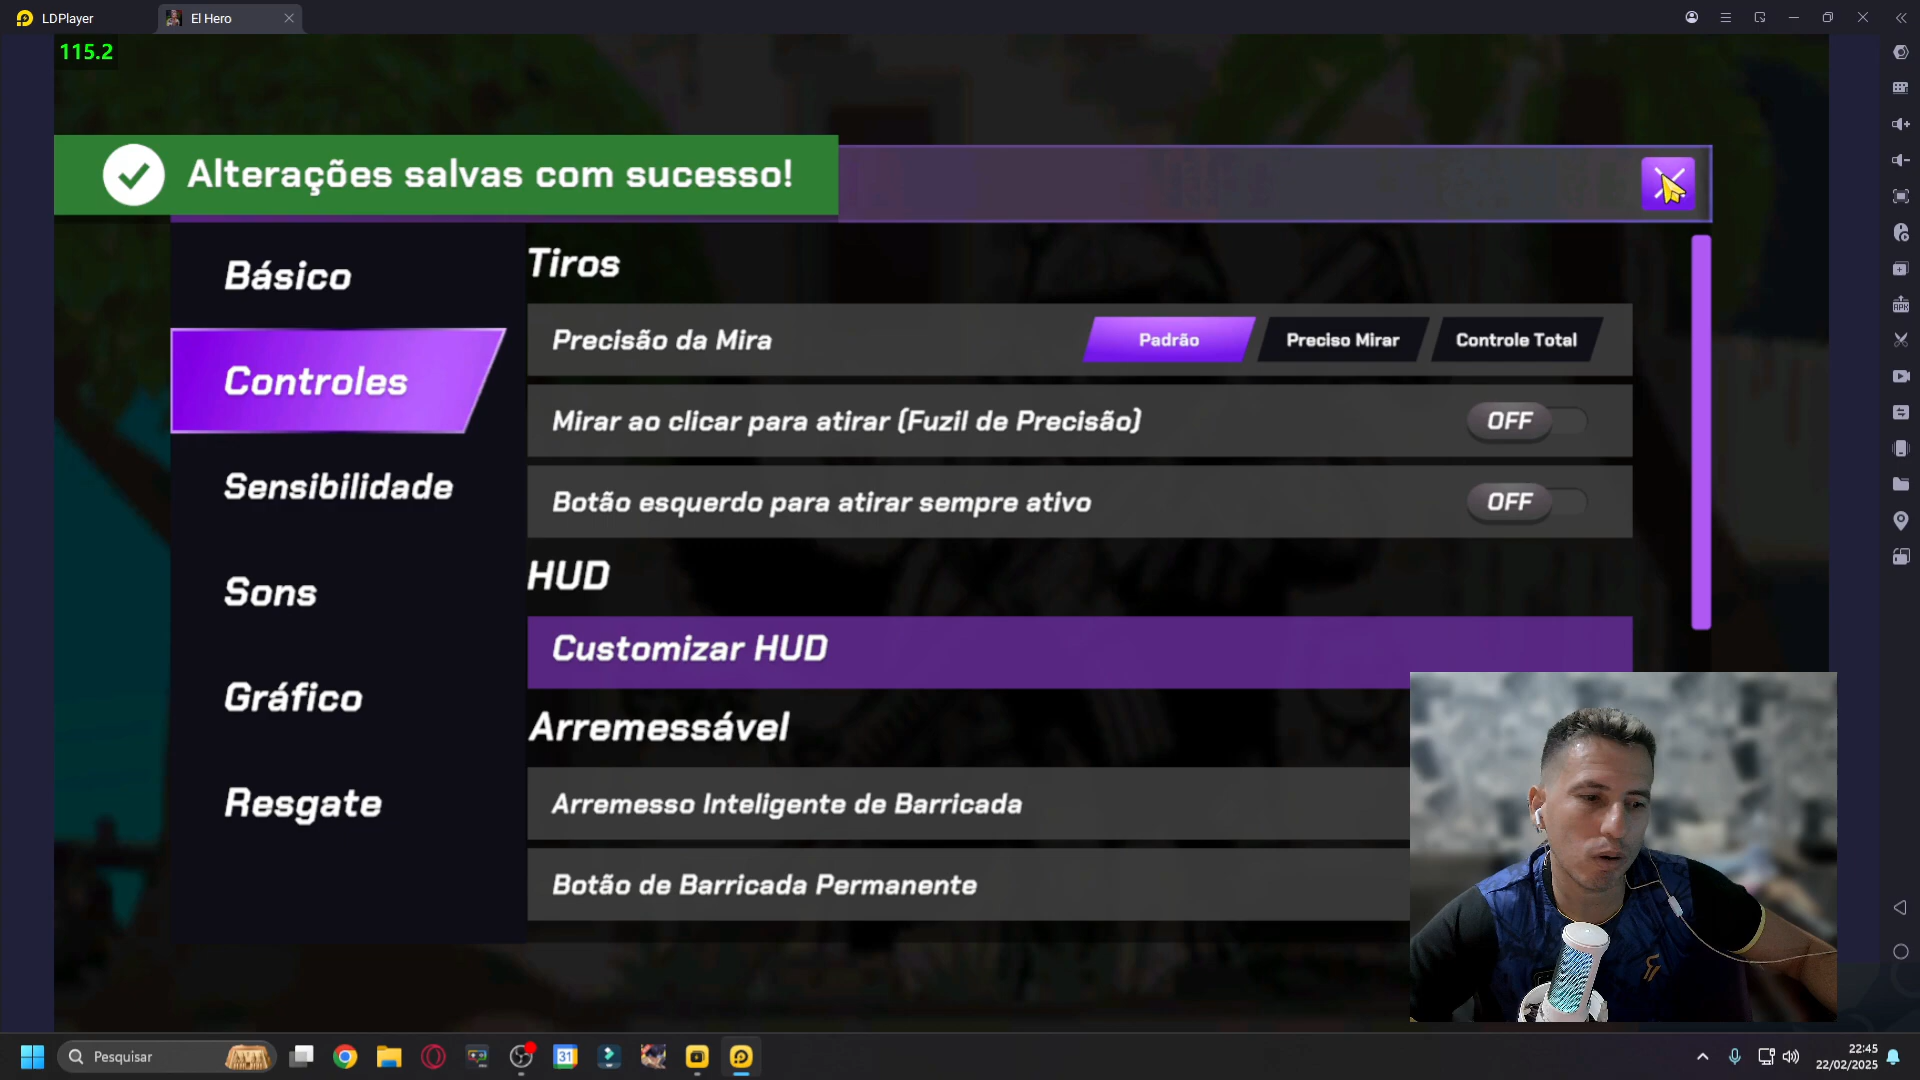 LDPlayer
El Hero
115.2
Alterações salvas com sucesso!
Básico
Controles
Sensibilidade
Sons
Gráfico
Resgate
Tiros
Precisão da Mira
Padrão
Preciso Mirar
Controle Total
Mirar ao clicar para atirar (Fuzil de Precisão)
OFF
Botão esquerdo para atirar sempre ativo
OFF
HUD
Customizar HUD
Arremessável
Arremesso Inteligente de Barricada
Botão de Barricada Permanente
Pesquisar
31
22:45
22/02/2025